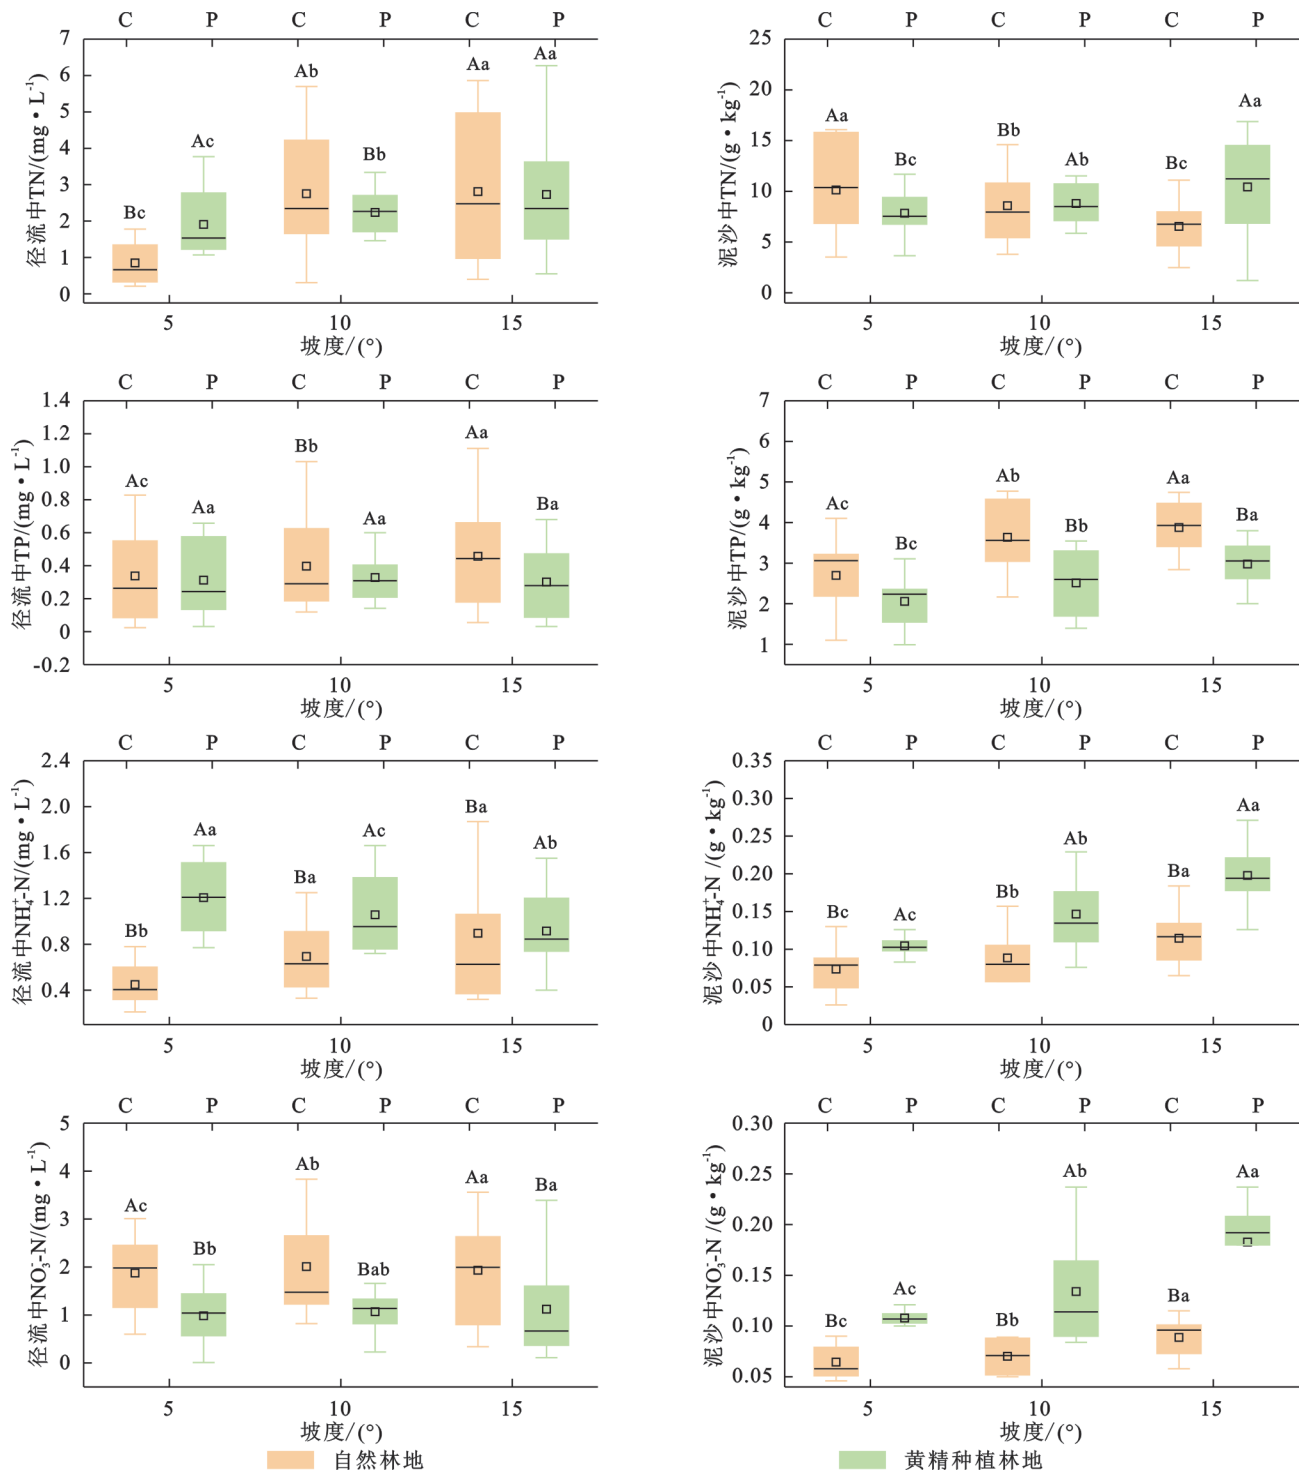 C P C P C P
径流中TN/(mg·L⁻¹)
7
6
5
4
3
2
1
0
Bc Ac Ab Bb Aa Aa
5 10 15
坡度/(°)
C P C P C P
泥沙中TN/(g·kg⁻¹)
25
20
15
10
5
0
Aa Bc Bb Ab Bc Aa
5 10 15
坡度/(°)
C P C P C P
径流中TP/(mg·L⁻¹)
1.4
1.2
1.0
0.8
0.6
0.4
0.2
0
-0.2
Ac Aa Bb Aa Aa Ba
5 10 15
坡度/(°)
C P C P C P
泥沙中TP/(g·kg⁻¹)
7
6
5
4
3
2
1
Ac Bc Ab Bb Aa Ba
5 10 15
坡度/(°)
C P C P C P
径流中NH₄⁺-N/(mg·L⁻¹)
2.4
2.0
1.6
1.2
0.8
0.4
Bb Aa Ba Ac Ba Ab
5 10 15
坡度/(°)
C P C P C P
泥沙中NH₄⁺-N /(g·kg⁻¹)
0.35
0.30
0.25
0.20
0.15
0.10
0.05
0
Bc Ac Bb Ab Ba Aa
5 10 15
坡度/(°)
C P C P C P
径流中NO₃⁻-N/(mg·L⁻¹)
5
4
3
2
1
0
Ac Bb Ab Bab Aa Ba
5 10 15
坡度/(°)
C P C P C P
泥沙中NO₃⁻-N /(g·kg⁻¹)
0.30
0.25
0.20
0.15
0.10
0.05
Bc Ac Bb Ab Ba Aa
5 10 15
坡度/(°)
自然林地 黄精种植林地